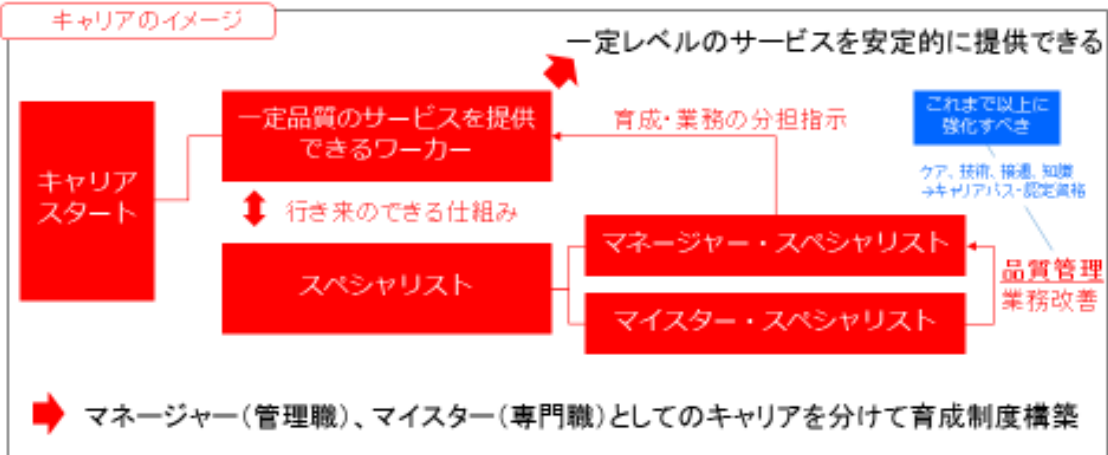 キャリアのイメージ
一定レベルのサービスを安定的に提供できる
キャリア
スタート
一定品質のサービスを提供
できるワーカー
育成・業務の分担指示
これまで以上に
強化すべき
ケア、技術、接遇、知識
→キャリアパス・認定資格
行き来のできる仕組み
スペシャリスト
マネージャー・スペシャリスト
マイスター・スペシャリスト
品質管理
業務改善
マネージャー(管理職)、マイスター(専門職)としてのキャリアを分けて育成制度構築